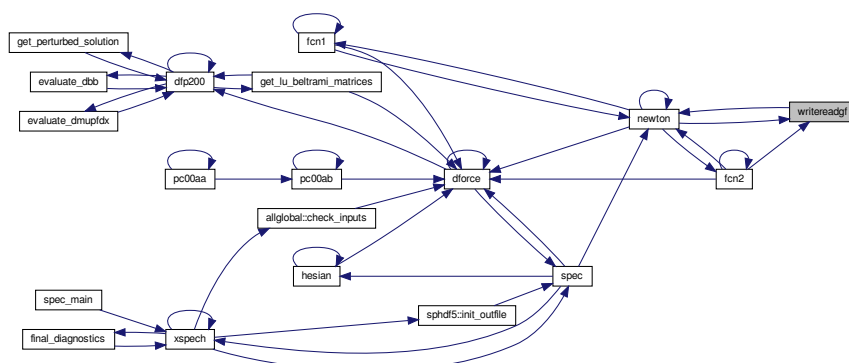 get_perturbed_solution
fcn1
evaluate_dbb
dfp200
get_lu_beltrami_matrices
evaluate_dmupfdx
newton
writereadgf
pc00aa
pc00ab
dforce
fcn2
allglobal::check_inputs
hesian
spec
spec_main
sphdf5::init_outfile
final_diagnostics
xspech